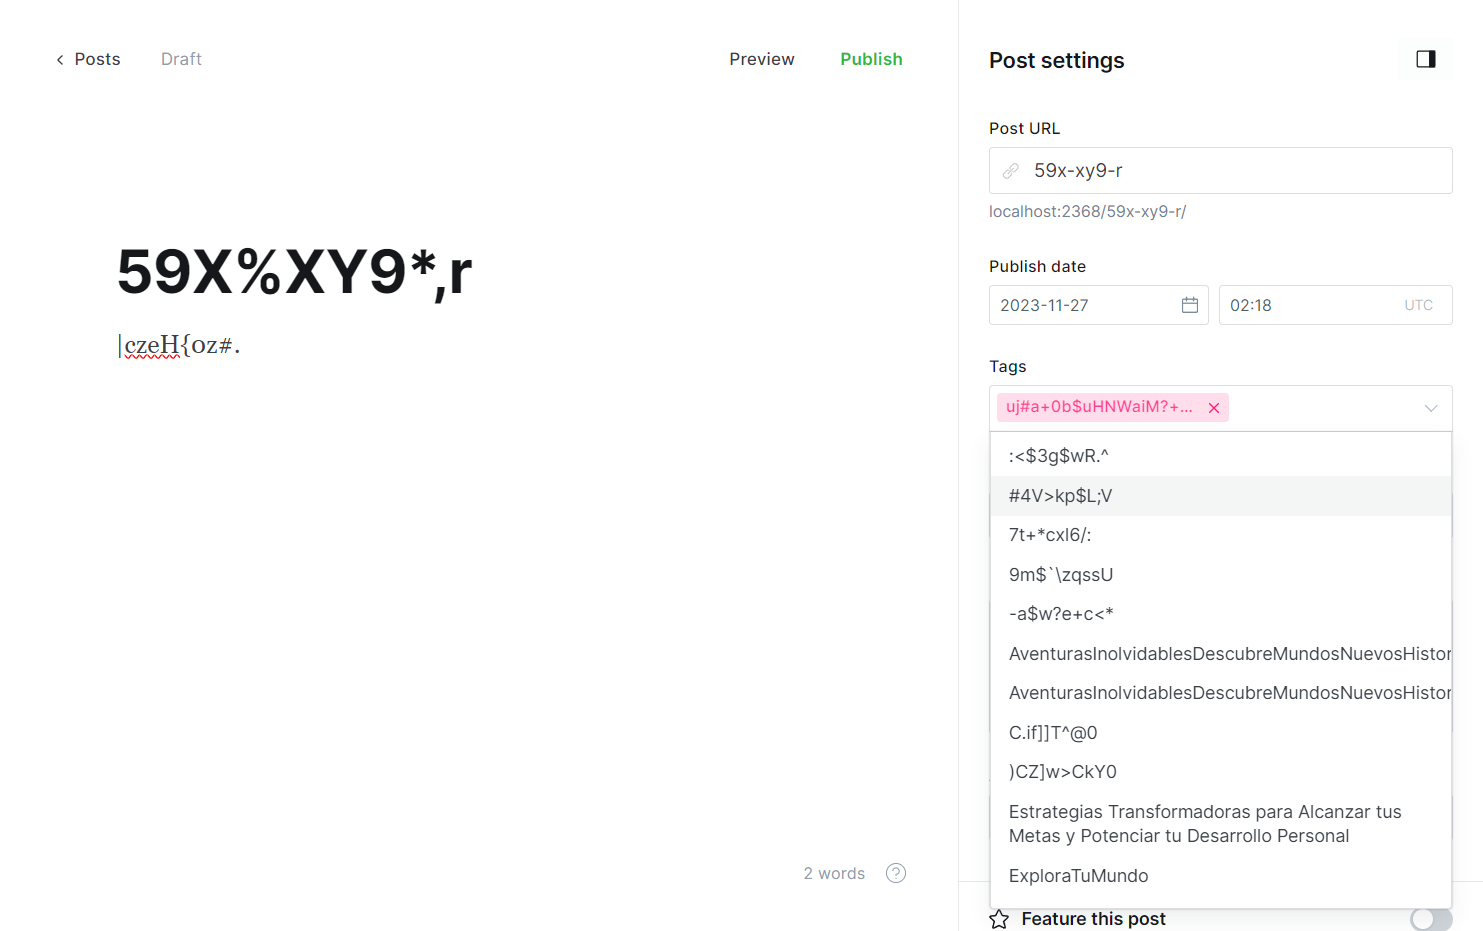 Posts
Draft
Preview
Publish
59X%XY9*,r
|czeH{0z#.
2 words
?
Post settings
Post URL
59x-xy9-r
localhost:2368/59x-xy9-r/
Publish date
2023-11-27
02:18
UTC
Tags
uj#a+0b$uHNWaiM?+...
:<$3g$wR.^
#4V>kp$L;V
7t+*cxI6/:
9m$`\zqssU
-a$w?e+c<*
AventurasInolvidablesDescubreMundosNuevosHistor
AventurasInolvidablesDescubreMundosNuevosHistor
C.if]]T^@0
)CZ]w>CkY0
Estrategias Transformadoras para Alcanzar tus
Metas y Potenciar tu Desarrollo Personal
ExploraTuMundo
Feature this post